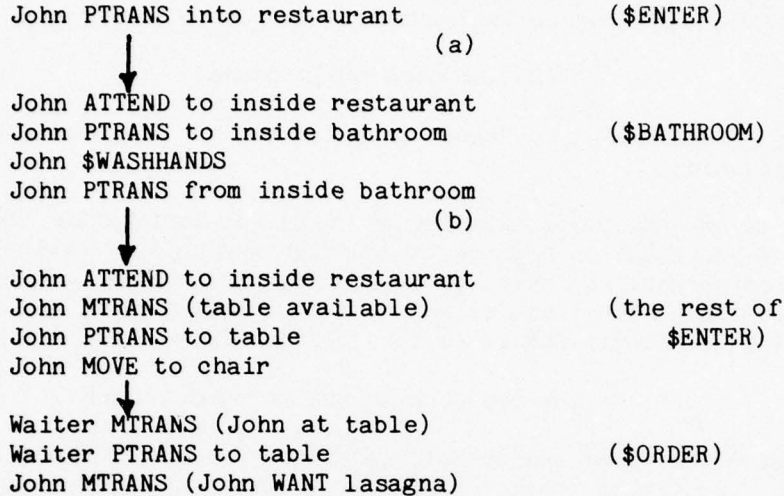 John PTRANS into restaurant ($ENTER)
(a)
John ATTEND to inside restaurant
John PTRANS to inside bathroom ($BATHROOM)
John $WASHHANDS
John PTRANS from inside bathroom
(b)
John ATTEND to inside restaurant
John MTRANS (table available) (the rest of
John PTRANS to table $ENTER)
John MOVE to chair
Waiter MTRANS (John at table)
Waiter PTRANS to table ($ORDER)
John MTRANS (John WANT lasagna)